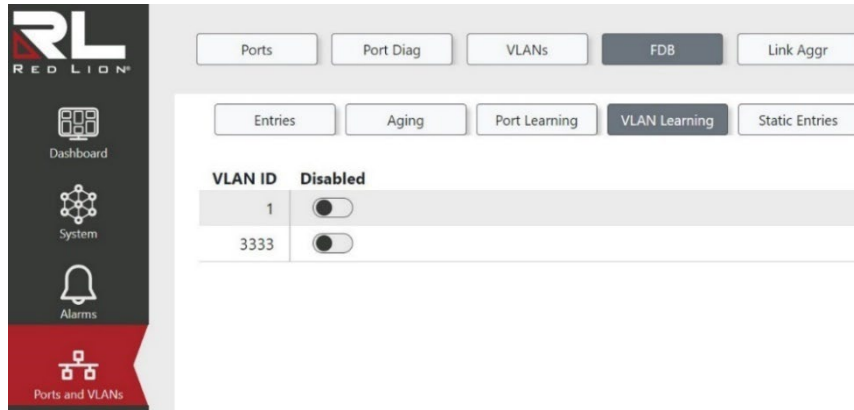 RL
RED LION®
Ports
Port Diag
VLANs
FDB
Link Aggr
Entries
Aging
Port Learning
VLAN Learning
Static Entries
Dashboard
System
Alarms
Ports and VLANs
VLAN ID Disabled
1
3333